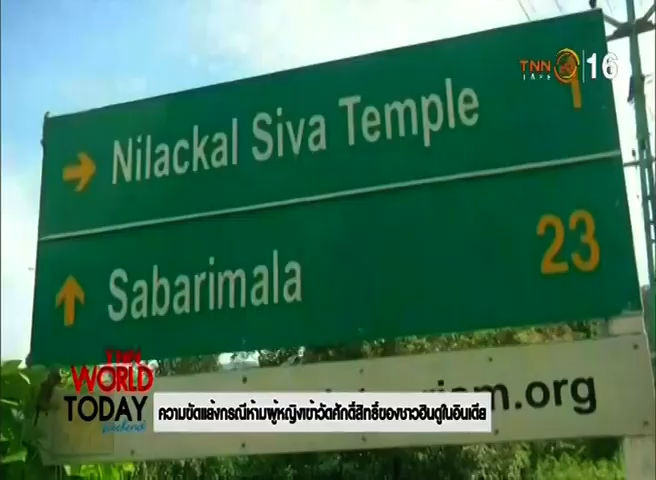 TNN 16
Nilackal Siva Temple 1
Sabarimala 23
.org
TNN
WORLD
TODAY
Weekend
ความขัดแย้งกรณีห้ามผู้หญิงเข้าวัดศักดิ์สิทธิ์ของชาวฮินดูในอินเดีย